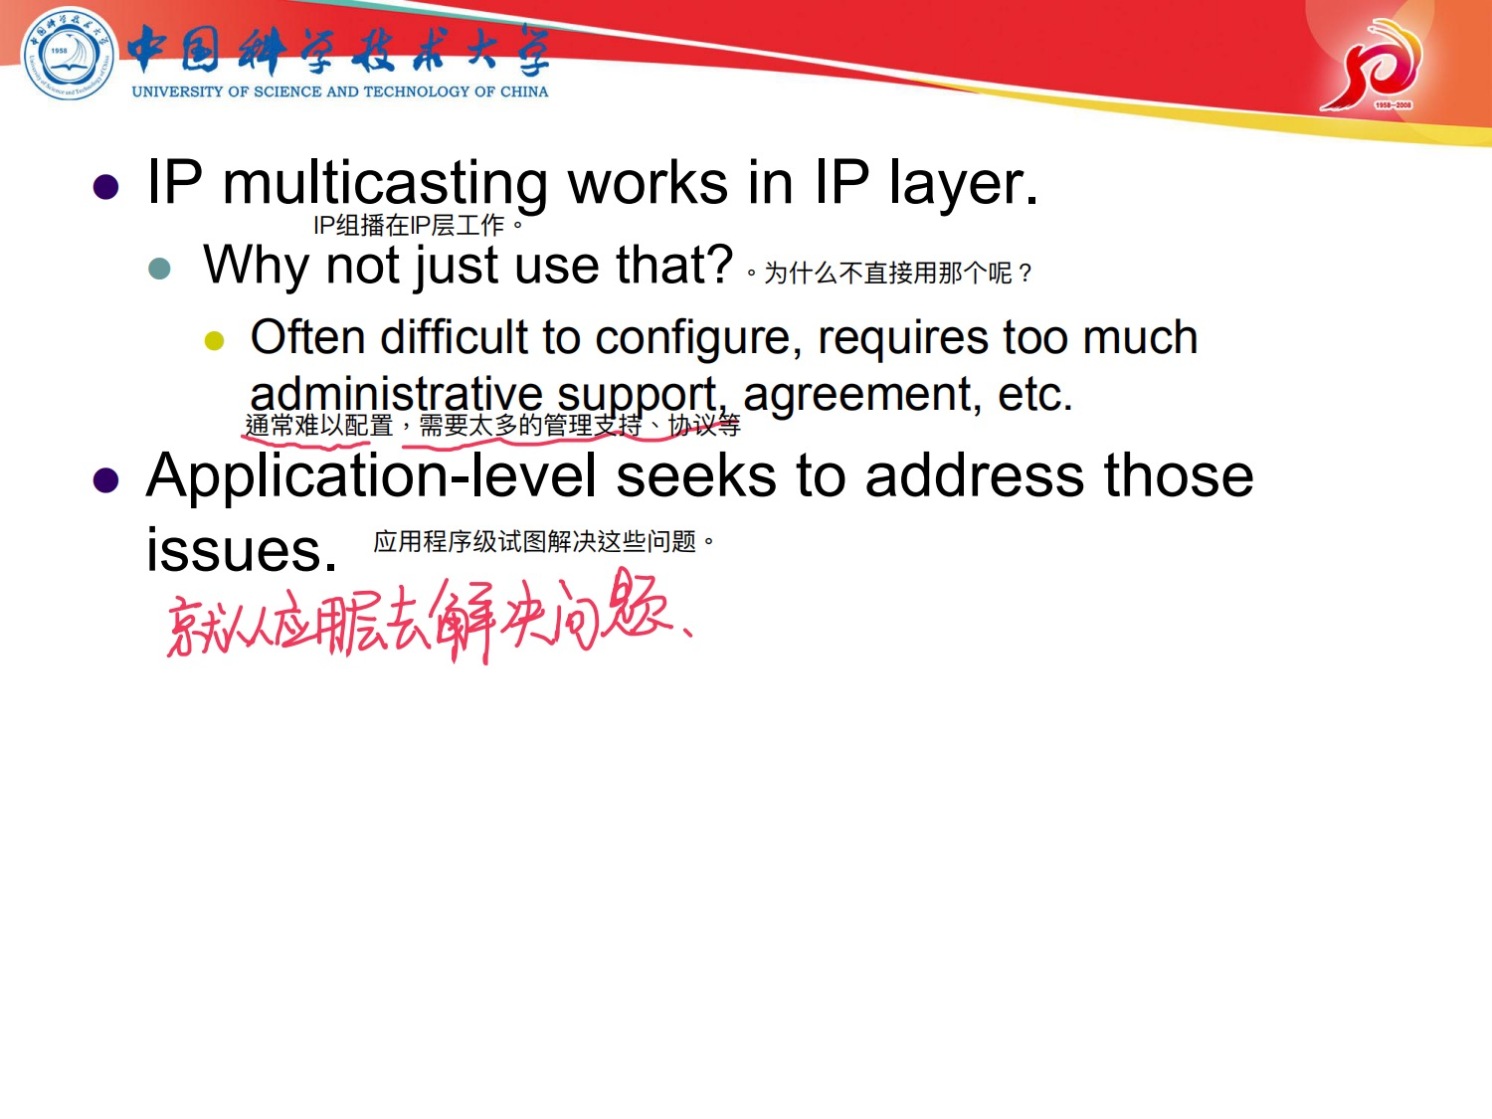 中国科学技术大学
UNIVERSITY OF SCIENCE AND TECHNOLOGY OF CHINA
1958
1958-2008
IP multicasting works in IP layer.
IP组播在IP层工作。
Why not just use that?。为什么不直接用那个呢？
Often difficult to configure, requires too much
administrative support, agreement, etc.
通常难以配置，需要太多的管理支持、协议等
Application-level seeks to address those
issues. 应用程序级试图解决这些问题。
就从应用层去解决问题、